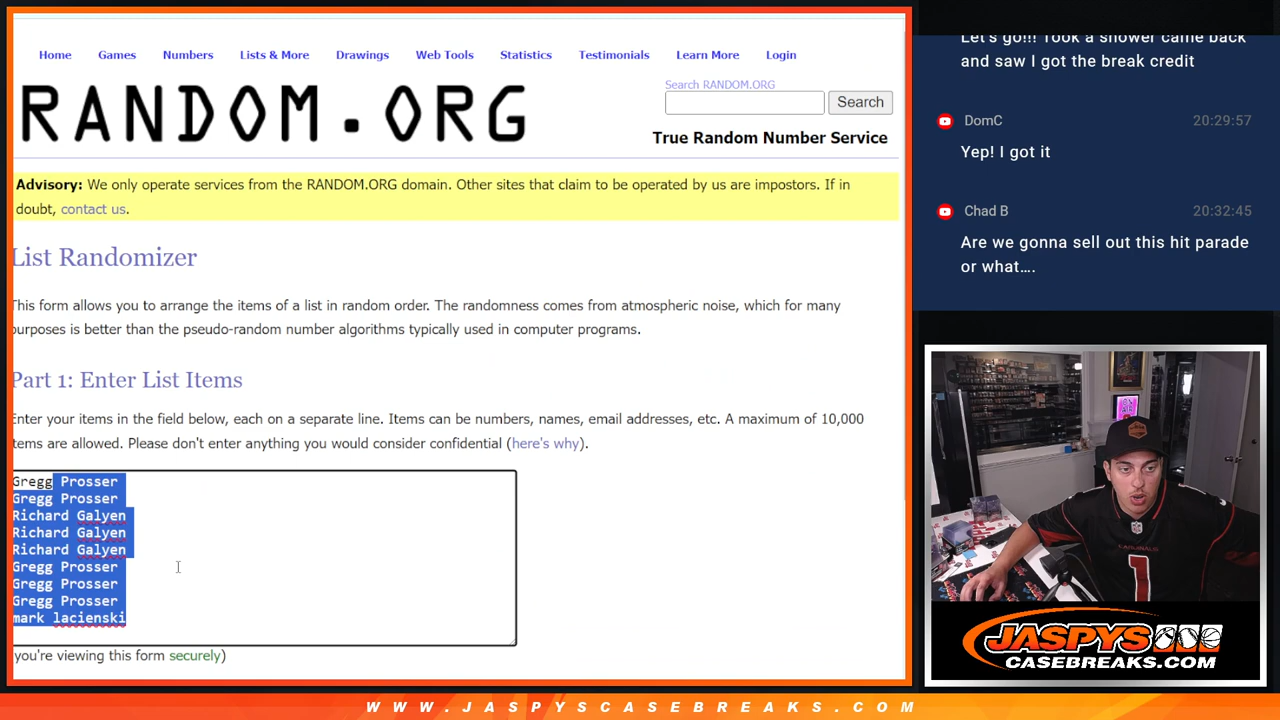 Home Games Numbers Lists & More Drawings Web Tools Statistics Testimonials Learn More Login
RANDOM.ORG
Search RANDOM.ORG
Search
True Random Number Service
Advisory: We only operate services from the RANDOM.ORG domain. Other sites that claim to be operated by us are impostors. If in
doubt, contact us.
List Randomizer
This form allows you to arrange the items of a list in random order. The randomness comes from atmospheric noise, which for many
purposes is better than the pseudo-random number algorithms typically used in computer programs.
Part 1: Enter List Items
Enter your items in the field below, each on a separate line. Items can be numbers, names, email addresses, etc. A maximum of 10,000
items are allowed. Please don't enter anything you would consider confidential (here's why).
Gregg Prosser
Gregg Prosser
Richard Galyen
Richard Galyen
Richard Galyen
Gregg Prosser
Gregg Prosser
Gregg Prosser
mark lacienski
you're viewing this form securely)
Let's go!!! Took a shower came back
and saw I got the break credit
DomC 20:29:57
Yep! I got it
Chad B 20:32:45
Are we gonna sell out this hit parade
or what....
CARDINALS
1
JASPYS
CASEBREAKS.COM
WWW.JASPYSCASEBREAKS.COM